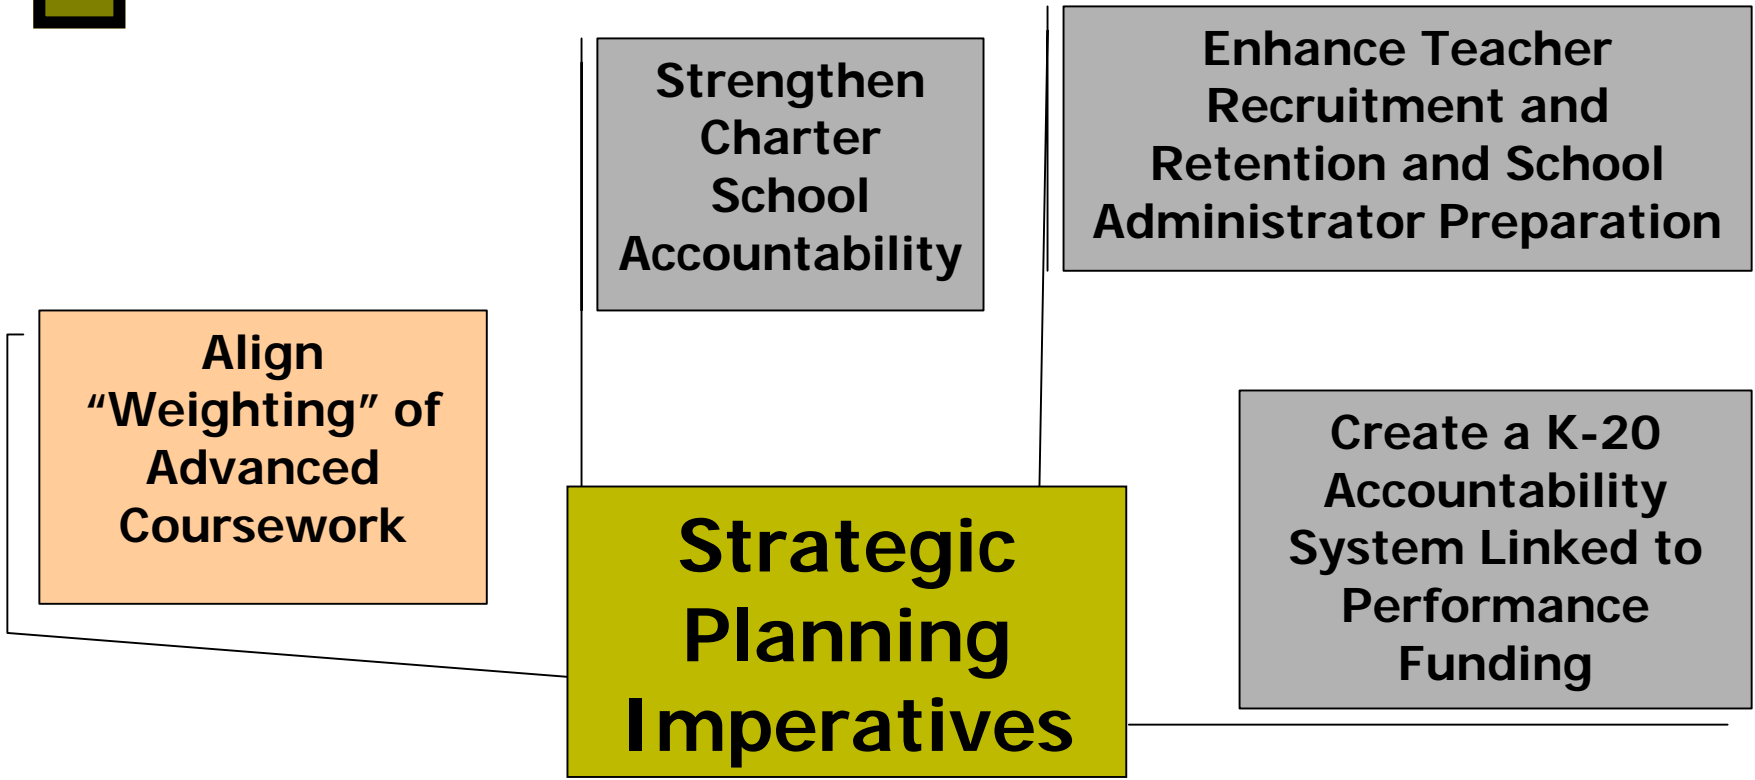 Strengthen
Charter
School
Accountability
Enhance Teacher
Recruitment and
Retention and School
Administrator Preparation
Align
“Weighting” of
Advanced
Coursework
Create a K-20
Accountability
System Linked to
Performance
Funding
Strategic
Planning
Imperatives